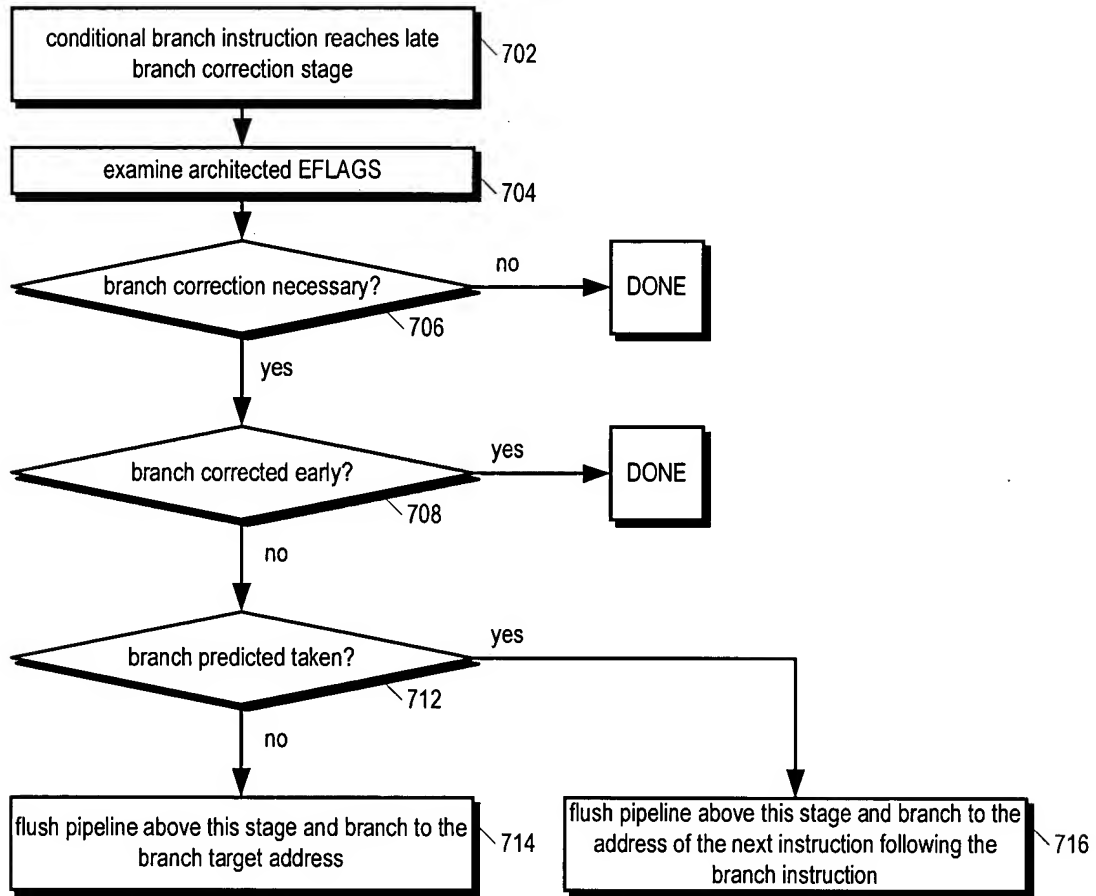 conditional branch instruction reaches late
branch correction stage
702
examine architected EFLAGS
704
branch correction necessary?
no
DONE
706
yes
branch corrected early?
yes
DONE
708
no
branch predicted taken?
yes
712
no
flush pipeline above this stage and branch to the
branch target address
714
flush pipeline above this stage and branch to the
address of the next instruction following the
branch instruction
716